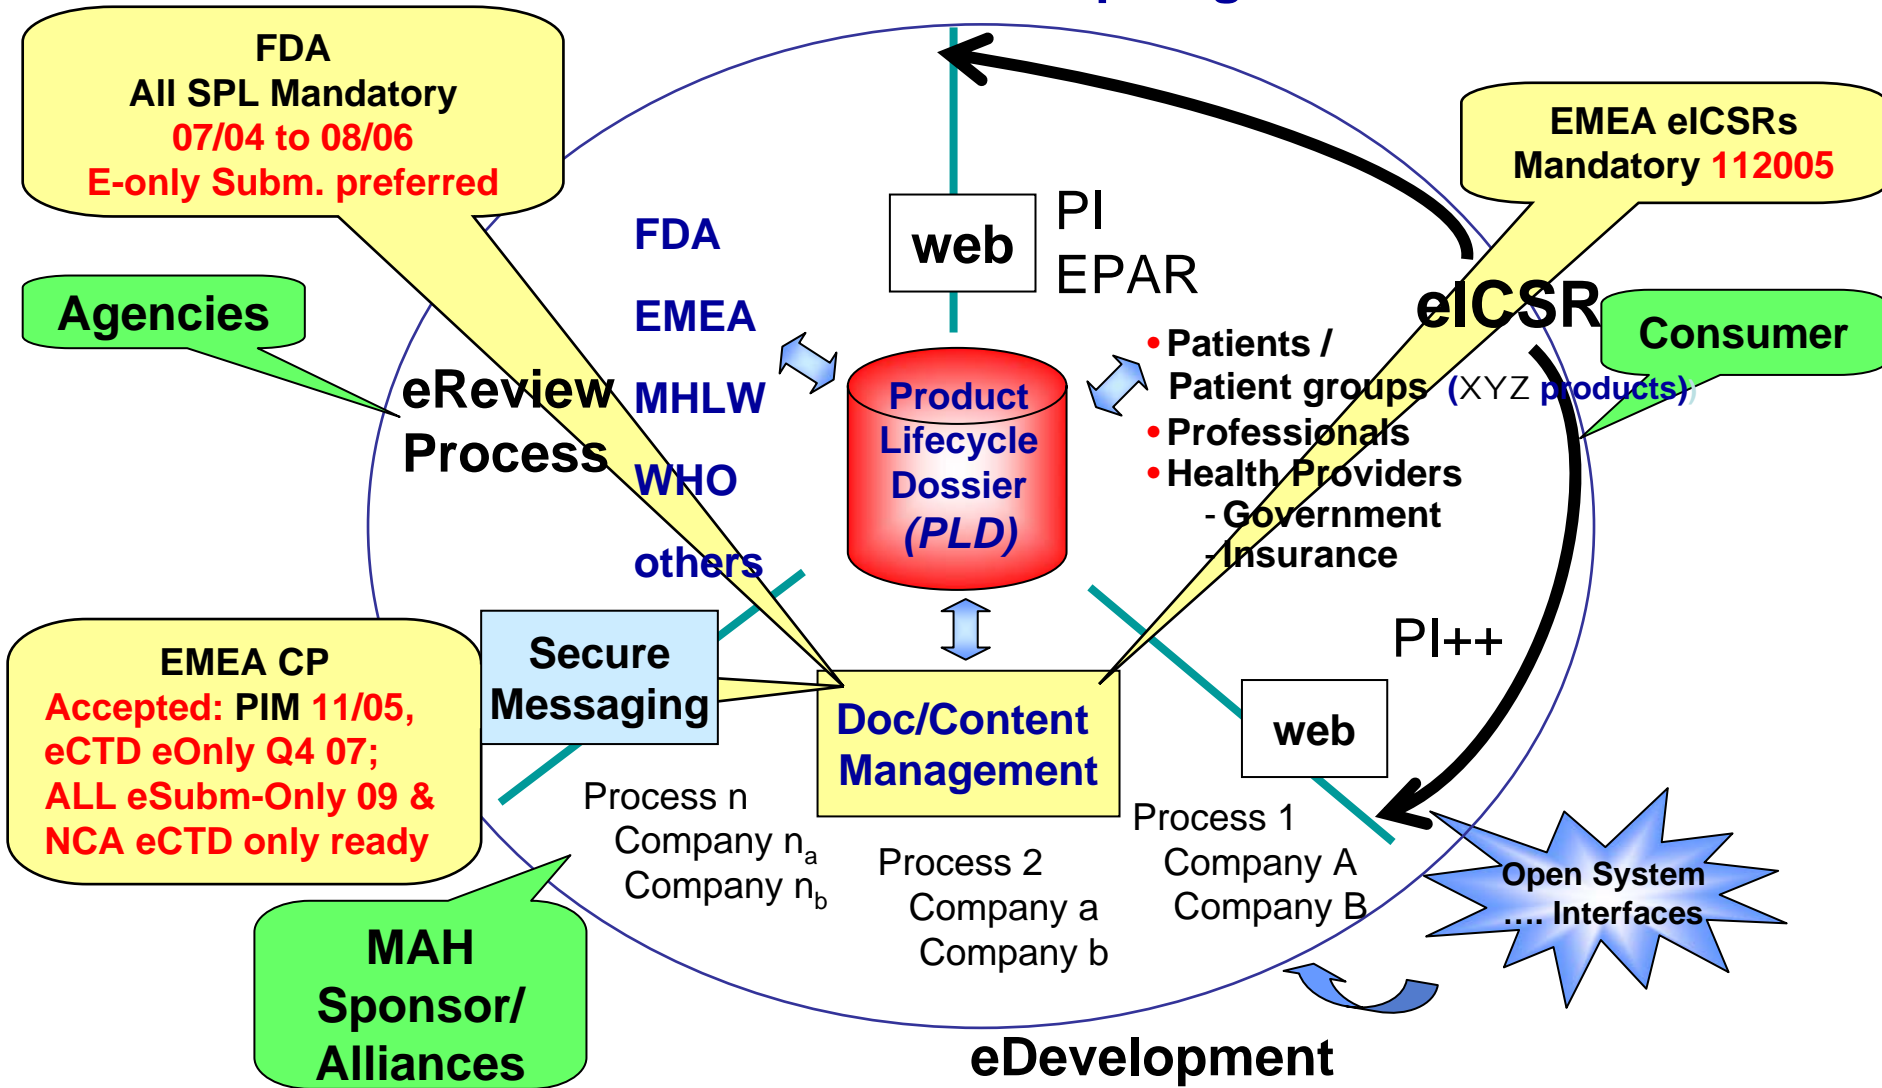 FDA
All SPL Mandatory
07/04 to 08/06
E-only Subm. preferred
EMEA eICSRs
Mandatory 112005
Agencies
eReview
Process
FDA
EMEA
MHLW
WHO
others
web
PI
EPAR
eICSR
Consumer
Product
Lifecycle
Dossier
(PLD)
•Patients /
Patient groups (XYZ products))
•Professionals
•Health Providers
- Government
- Insurance
EMEA CP
Accepted: PIM 11/05,
eCTD eOnly Q4 07;
ALL eSubm-Only 09 &
NCA eCTD only ready
Secure
Messaging
Doc/Content
Management
PI++
web
Process n
Company na
Company nb
Process 2
Company a
Company b
Process 1
Company A
Company B
Open System
…. Interfaces
MAH
Sponsor/
Alliances
eDevelopment